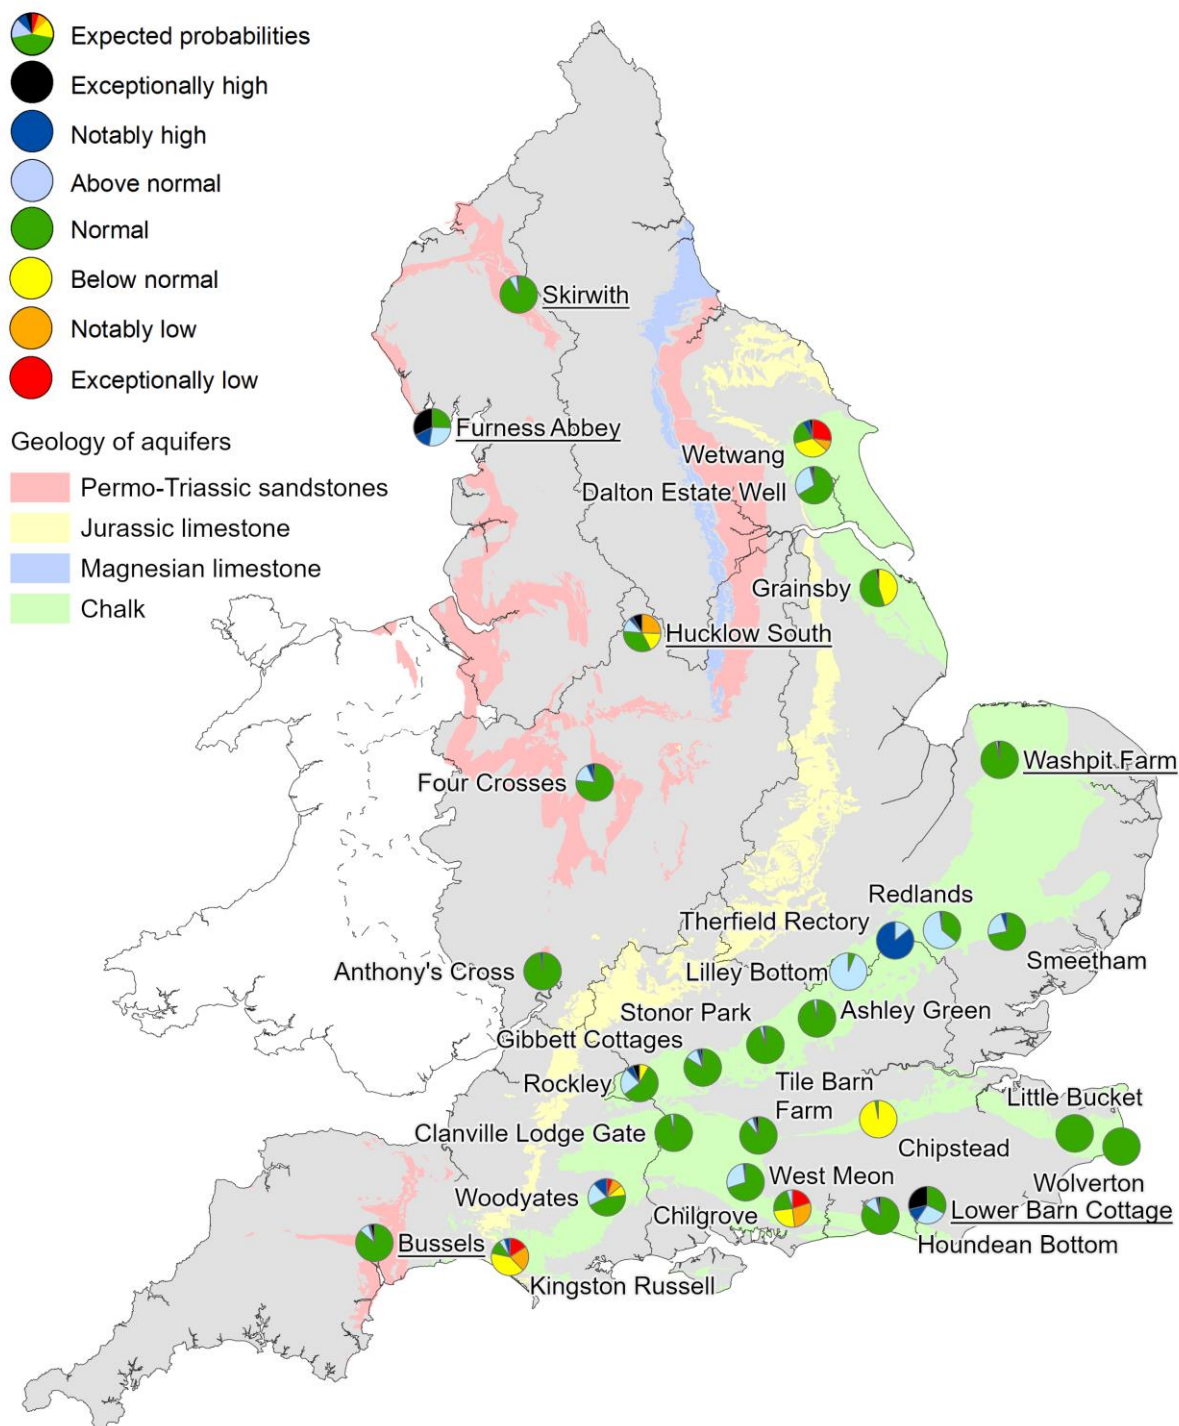 Expected probabilities
Exceptionally high
Notably high
Above normal
Normal
Below normal
Notably low
Exceptionally low
Geology of aquifers
Permo-Triassic sandstones
Jurassic limestone
Magnesian limestone
Chalk
Skirwith
Furness Abbey
Wetwang
Dalton Estate Well
Grainsby
Hucklow South
Washpit Farm
Four Crosses
Redlands
Therfield Rectory
Smeetham
Anthony's Cross
Lilley Bottom
Stonor Park
Ashley Green
Gibbett Cottages
Rockley
Tile Barn
Farm
Little Bucket
Clanville Lodge Gate
Chipstead
West Meon
Wolverton
Woodyates
Chilgrove
Lower Barn Cottage
Bussels
Houndean Bottom
Kingston Russell